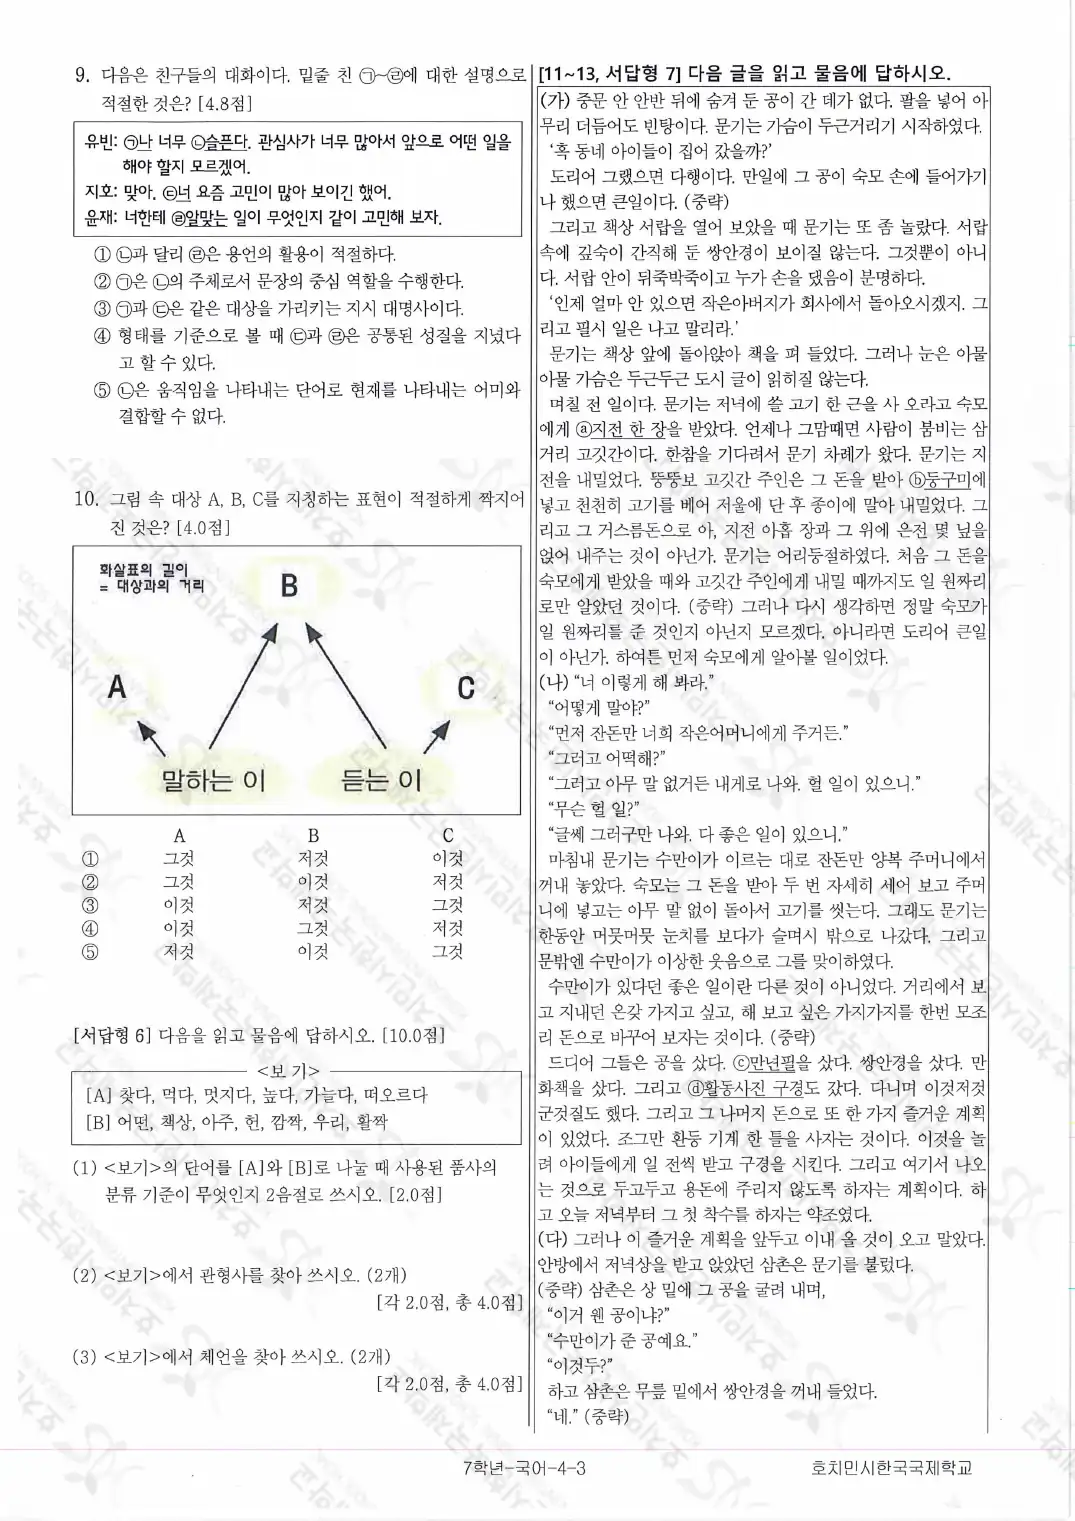 9. 다음은 친구들의 대화이다. 밑줄 친 ㉠~㉣에 대한 설명으로
적절한 것은? [4.8점]
유빈: ㉠나 너무 ㉡슬픈다. 관심사가 너무 많아서 앞으로 어떤 일을
해야 할지 모르겠어.
지호: 맞아. ㉢너 요즘 고민이 많아 보이긴 했어.
윤재: 너한테 ㉣알맞는 일이 무엇인지 같이 고민해 보자.
① ㉡과 달리 ㉣은 용언의 활용이 적절하다.
② ㉠은 ㉡의 주체로서 문장의 중심 역할을 수행한다.
③ ㉠과 ㉢은 같은 대상을 가리키는 지시 대명사이다.
④ 형태를 기준으로 볼 때 ㉢과 ㉣은 공통된 성질을 지녔다
고 할 수 있다.
⑤ ㉡은 움직임을 나타내는 단어로 현재를 나타내는 어미와
결합할 수 없다.
10. 그림 속 대상 A, B, C를 지칭하는 표현이 적절하게 짝지어
진 것은? [4.0점]
화살표의 길이
= 대상과의 거리
B
A
C
말하는 이 듣는 이
A B C
① 그것 저것 이것
② 그것 이것 저것
③ 이것 저것 그것
④ 이것 그것 저것
⑤ 저것 이것 그것
[서답형 6] 다음을 읽고 물음에 답하시오. [10.0점]
<보 기>
[A] 찾다, 먹다, 멋지다, 높다, 가늘다, 떠오르다
[B] 어떤, 책상, 아주, 헌, 깜짝, 우리, 활짝
(1) <보기>의 단어를 [A]와 [B]로 나눌 때 사용된 품사의
분류 기준이 무엇인지 2음절로 쓰시오. [2.0점]
(2) <보기>에서 관형사를 찾아 쓰시오. (2개)
[각 2.0점, 총 4.0점]
(3) <보기>에서 체언을 찾아 쓰시오. (2개)
[각 2.0점, 총 4.0점]
[11~13, 서답형 7] 다음 글을 읽고 물음에 답하시오.
(가) 중문 안 안반 뒤에 숨겨 둔 공이 간 데가 없다. 팔을 넣어 아
무리 더듬어도 빈탕이다. 문기는 가슴이 두근거리기 시작하였다.
‘혹 동네 아이들이 집어 갔을까?’
도리어 그랬으면 다행이다. 만일에 그 공이 숙모 손에 들어가기
나 했으면 큰일이다. (중략)
그리고 책상 서랍을 열어 보았을 때 문기는 또 좀 놀랐다. 서랍
속에 깊숙이 간직해 둔 쌍안경이 보이질 않는다. 그것뿐이 아니
다. 서랍 안이 뒤죽박죽이고 누가 손을 댔음이 분명하다.
‘인제 얼마 안 있으면 작은아버지가 회사에서 돌아오시겠지. 그
리고 필시 일은 나고 말리라.’
문기는 책상 앞에 돌아앉아 책을 펴 들었다. 그러나 눈은 아물
아물 가슴은 두근두근 도시 글이 읽히질 않는다.
며칠 전 일이다. 문기는 저녁에 쓸 고기 한 근을 사 오라고 숙모
에게 ⓐ지전 한 장을 받았다. 언제나 그맘때면 사람이 붐비는 삼
거리 고깃간이다. 한참을 기다려서 문기 차례가 왔다. 문기는 지
전을 내밀었다. 뚱뚱보 고깃간 주인은 그 돈을 받아 ⓑ둥구미에
넣고 천천히 고기를 베어 저울에 단 후 종이에 말아 내밀었다. 그
리고 그 거스름돈으로 아, 지전 아홉 장과 그 위에 은전 몇 닢을
얹어 내주는 것이 아닌가. 문기는 어리둥절하였다. 처음 그 돈을
숙모에게 받았을 때와 고깃간 주인에게 내밀 때까지도 일 원짜리
로만 알았던 것이다. (중략) 그러나 다시 생각하면 정말 숙모가
일 원짜리를 준 것인지 아닌지 모르겠다. 아니라면 도리어 큰일
이 아닌가. 하여튼 먼저 숙모에게 알아볼 일이었다.
(나) “너 이렇게 해 봐라.”
“어떻게 말야?”
“먼저 잔돈만 너희 작은어머니에게 주거든.”
“그러고 어떡해?”
“그러고 아무 말 없거든 내게로 나와. 헐 일이 있으니.”
“무슨 헐 일?”
“글쎄 그러구만 나와. 다 좋은 일이 있으니.”
마침내 문기는 수만이가 이르는 대로 잔돈만 양복 주머니에서
꺼내 놓았다. 숙모는 그 돈을 받아 두 번 자세히 세어 보고 주머
니에 넣고는 아무 말 없이 돌아서 고기를 씻는다. 그래도 문기는
한동안 머뭇머뭇 눈치를 보다가 슬며시 밖으로 나갔다. 그리고
문밖엔 수만이가 이상한 웃음으로 그를 맞이하였다.
수만이가 있다던 좋은 일이란 다른 것이 아니었다. 거리에서 보
고 지내던 온갖 가지고 싶고, 해 보고 싶은 가지가지를 한번 모조
리 돈으로 바꾸어 보자는 것이다. (중략)
드디어 그들은 공을 샀다. ⓒ만년필을 샀다. 쌍안경을 샀다. 만
화책을 샀다. 그리고 ⓓ활동사진 구경도 갔다. 다니며 이것저것
군것질도 했다. 그리고 그 나머지 돈으로 또 한 가지 즐거운 계획
이 있었다. 조그만 환등 기계 한 틀을 사자는 것이다. 이것을 놀
려 아이들에게 일 전씩 받고 구경을 시킨다. 그리고 여기서 나오
는 것으로 두고두고 용돈에 주리지 않도록 하자는 계획이다. 하
고 오늘 저녁부터 그 첫 착수를 하자는 약조였다.
(다) 그러나 이 즐거운 계획을 앞두고 이내 올 것이 오고 말았다.
안방에서 저녁상을 받고 앉았던 삼촌은 문기를 불렀다.
(중략) 삼촌은 상 밑에 그 공을 굴려 내며,
“이거 웬 공이냐?”
“수만이가 준 공예요.”
“이것두?”
하고 삼촌은 무릎 밑에서 쌍안경을 꺼내 들었다.
“네.” (중략)
7학년-국어-4-3
호치민시한국국제학교